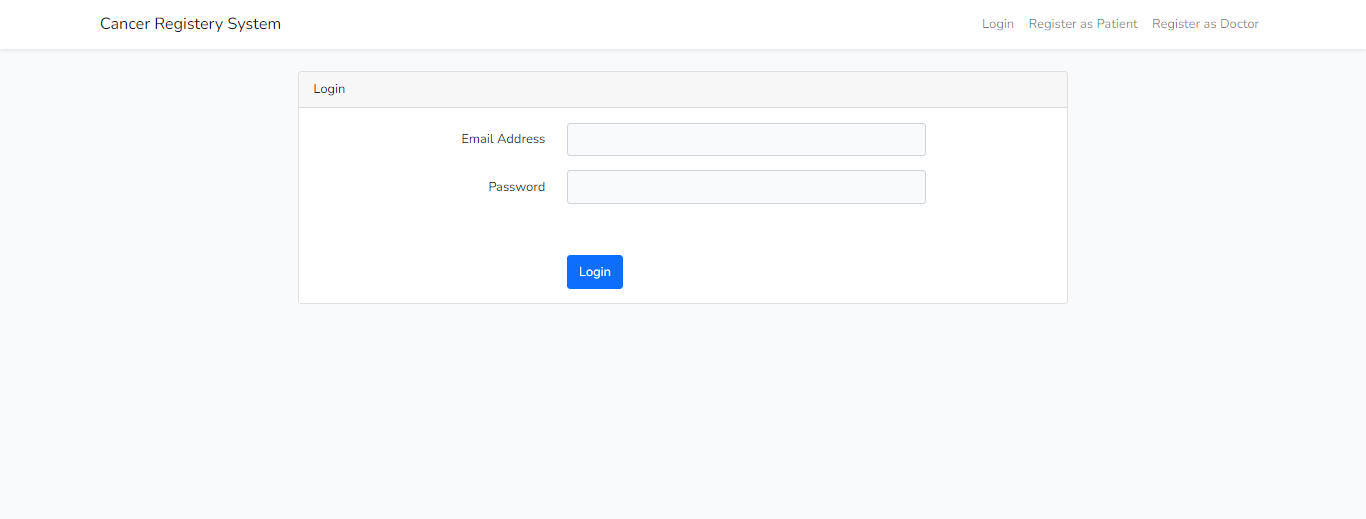 Cancer Registery System
Login Register as Patient Register as Doctor
Login
Email Address
Password
Login